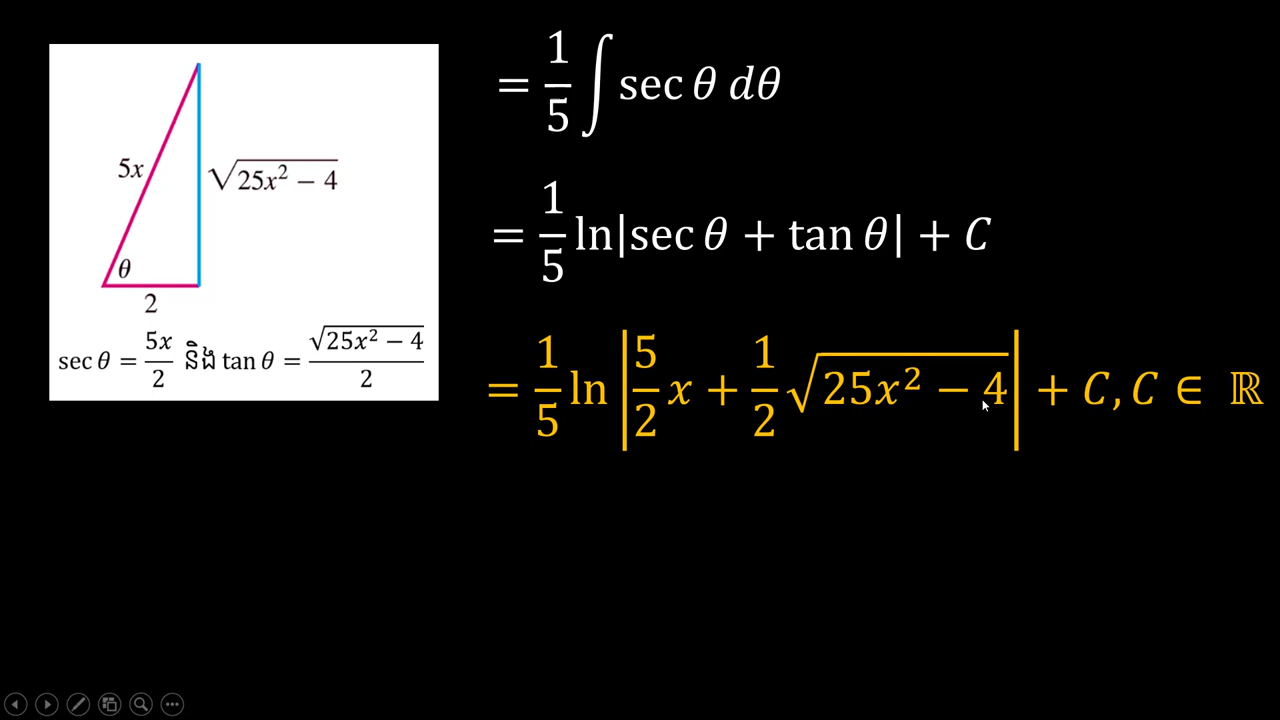 5x
√(25x² − 4)
θ
2
sec θ = 5x/2 និង tan θ = √(25x² − 4)/2
= 1/5 ∫ sec θ dθ
= 1/5 ln|sec θ + tan θ| + C
= 1/5 ln |5/2 x + 1/2 √(25x² − 4)| + C, C ∈ ℝ